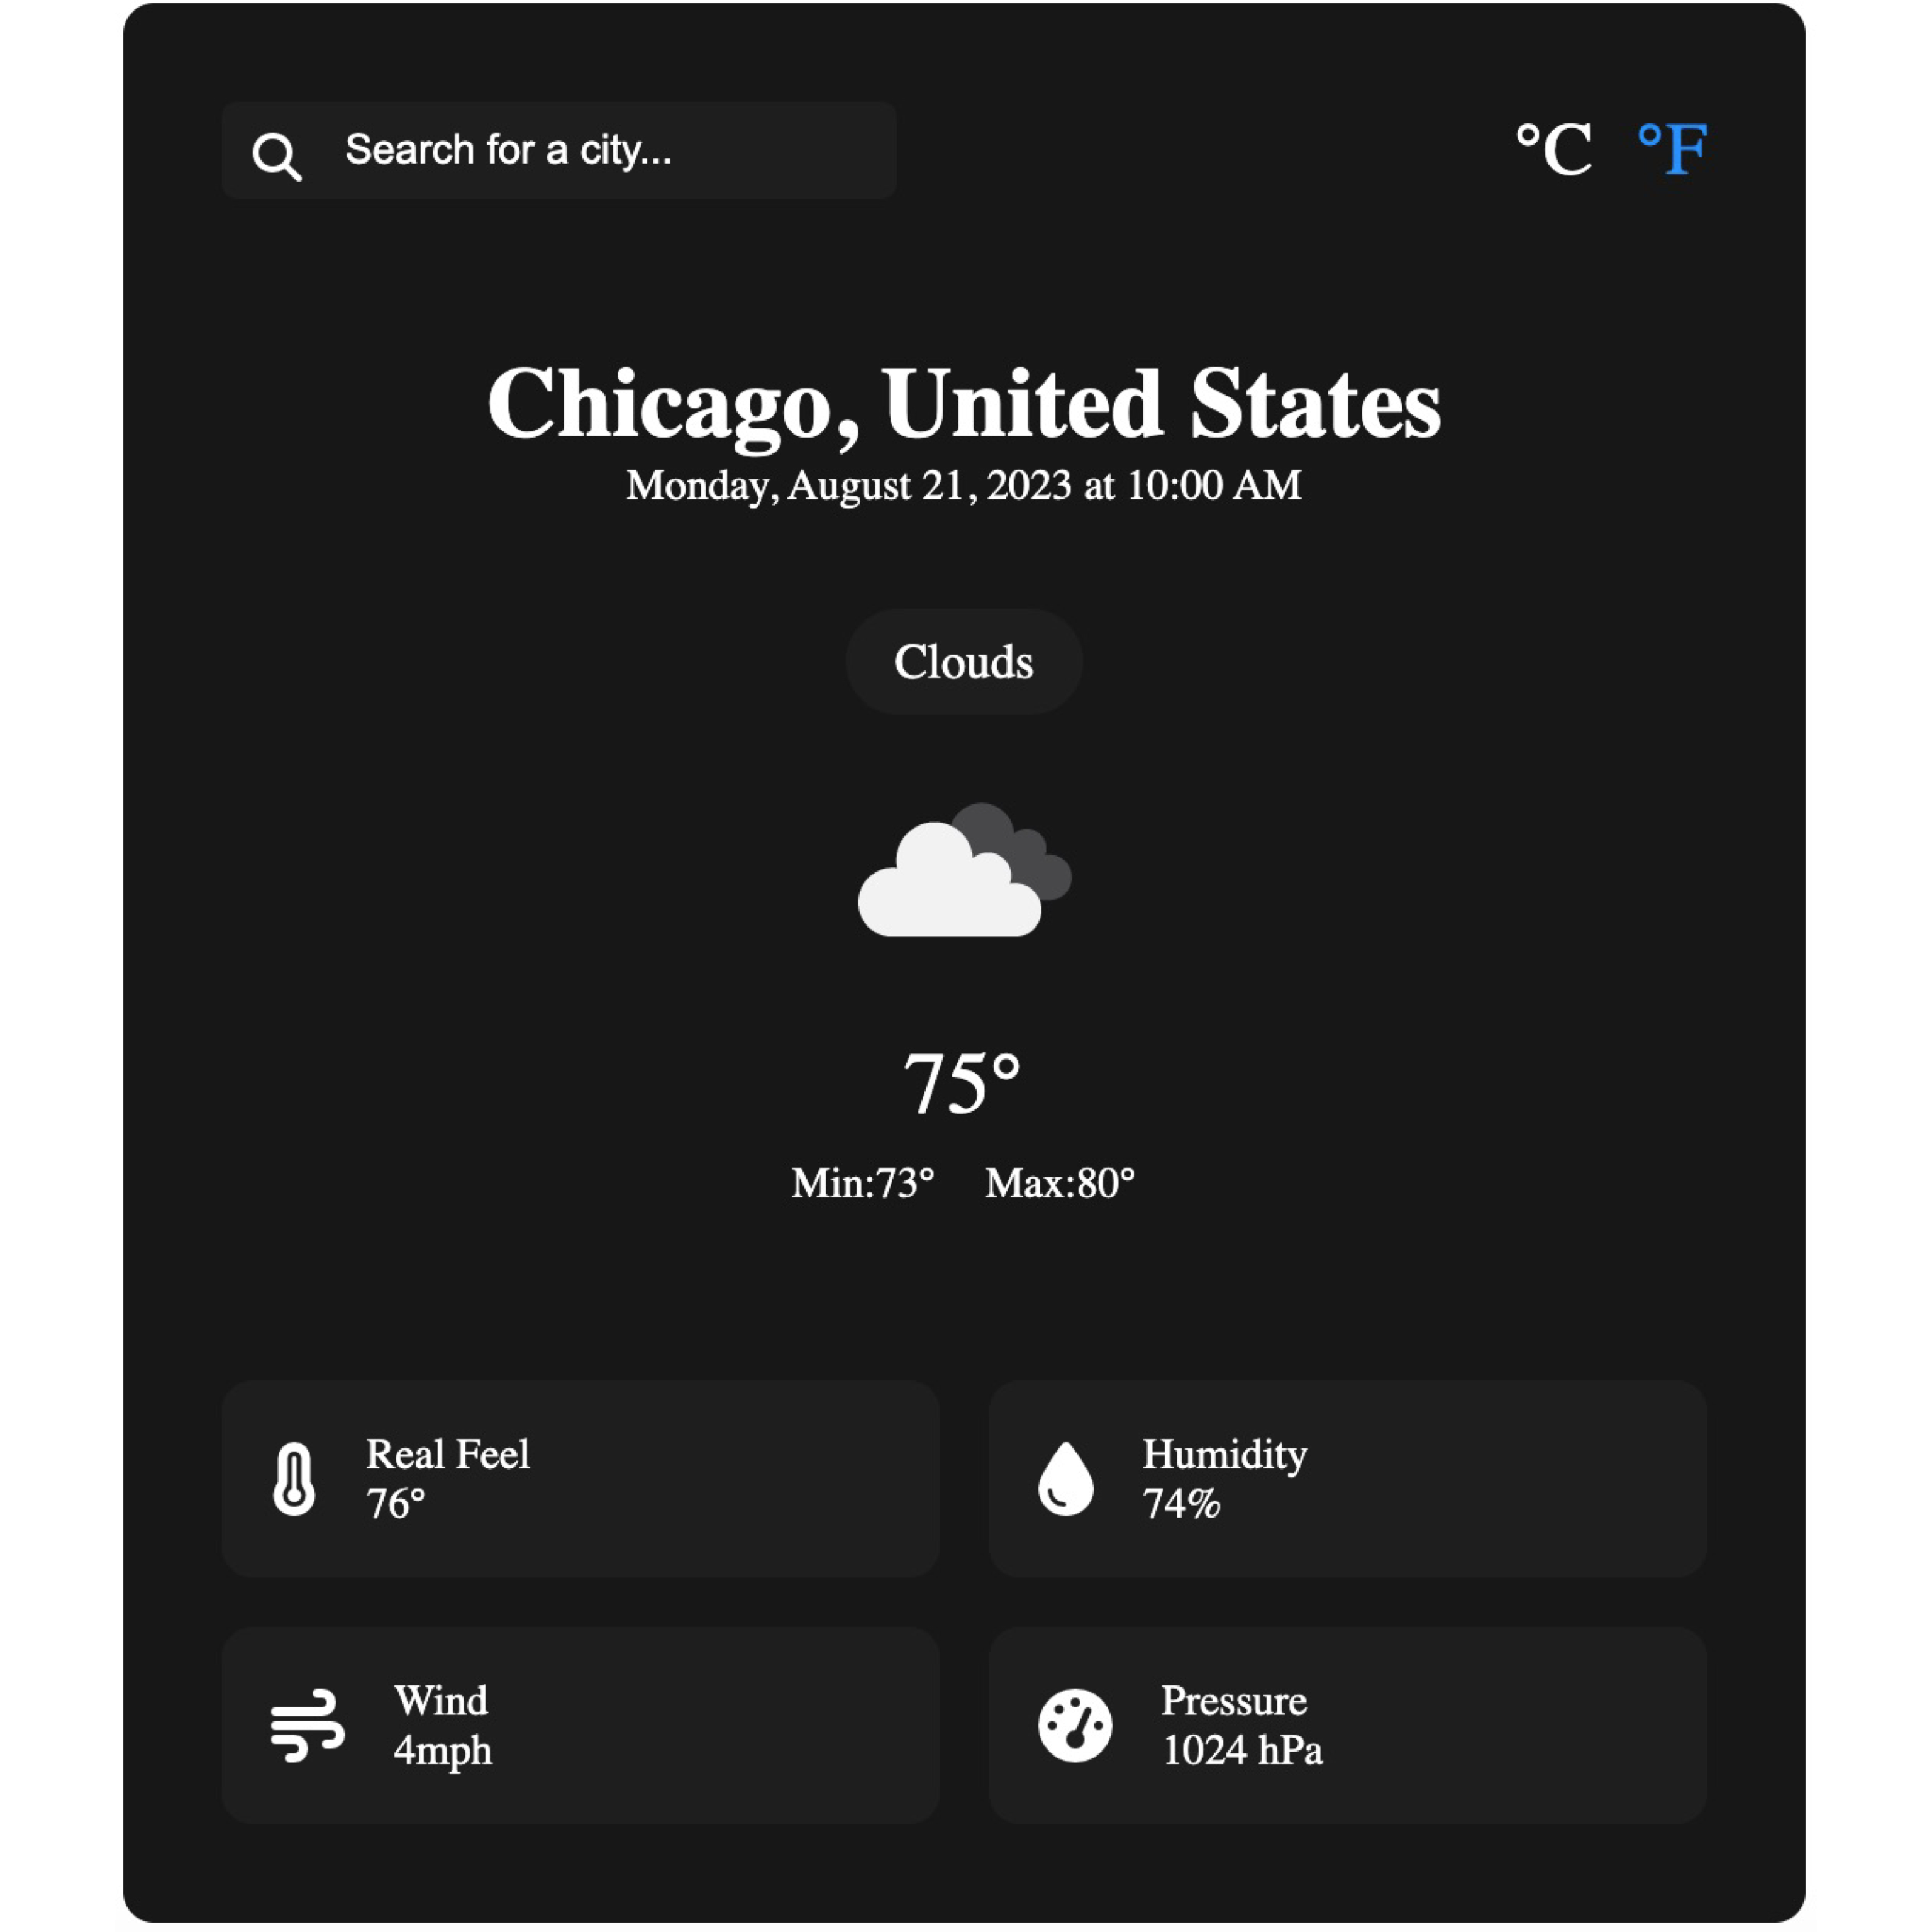 Search for a city...
°C °F
Chicago, United States
Monday, August 21, 2023 at 10:00 AM
Clouds
75°
Min:73° Max:80°
Real Feel
76°
Humidity
74%
Wind
4mph
Pressure
1024 hPa